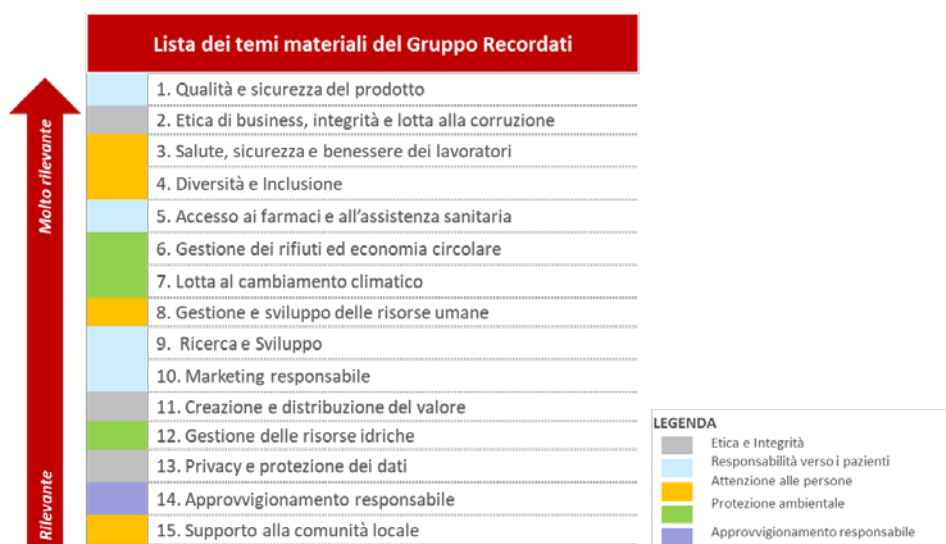 Lista dei temi materiali del Gruppo Recordati
Molto rilevante
Rilevante
1. Qualità e sicurezza del prodotto
2. Etica di business, integrità e lotta alla corruzione
3. Salute, sicurezza e benessere dei lavoratori
4. Diversità e Inclusione
5. Accesso ai farmaci e all'assistenza sanitaria
6. Gestione dei rifiuti ed economia circolare
7. Lotta al cambiamento climatico
8. Gestione e sviluppo delle risorse umane
9. Ricerca e Sviluppo
10. Marketing responsabile
11. Creazione e distribuzione del valore
12. Gestione delle risorse idriche
13. Privacy e protezione dei dati
14. Approvvigionamento responsabile
15. Supporto alla comunità locale
LEGENDA
Etica e Integrità
Responsabilità verso i pazienti
Attenzione alle persone
Protezione ambientale
Approvvigionamento responsabile